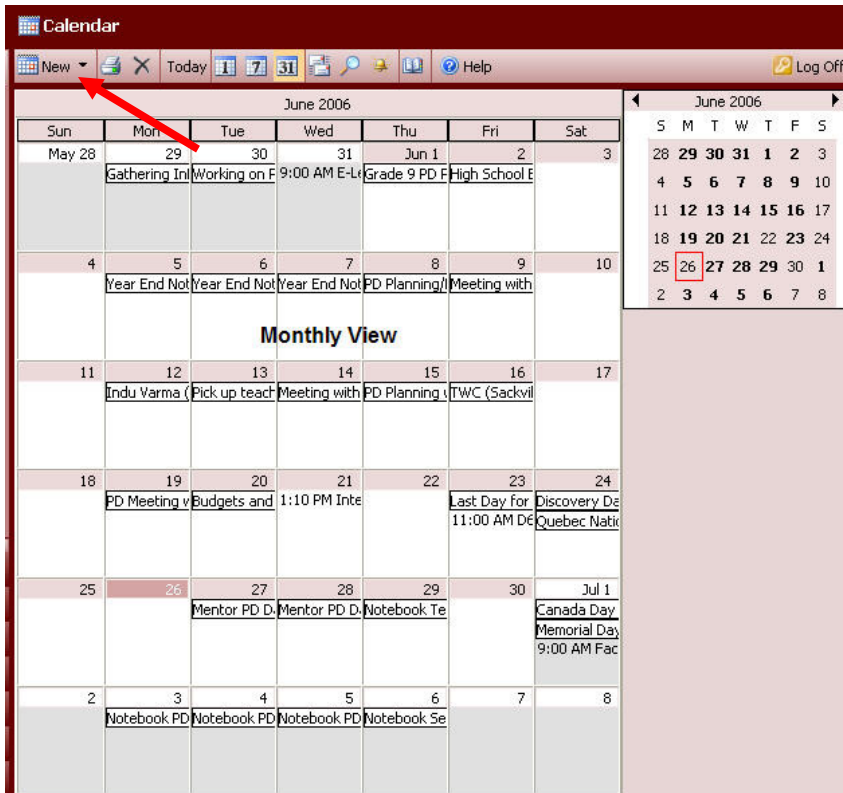 Calendar
New Today 1 7 31 Help Log Off
June 2006
Sun Mon Tue Wed Thu Fri Sat
May 28 29 30 31 Jun 1 2 3
Gathering Inl Working on F 9:00 AM E-Le Grade 9 PD F High School E
4 5 6 7 8 9 10
Year End Not Year End Not Year End Not PD Planning/I Meeting with
Monthly View
11 12 13 14 15 16 17
Indu Varma ( Pick up teach Meeting with PD Planning TWC (Sackvil
18 19 20 21 22 23 24
PD Meeting w Budgets and 1:10 PM Inte Last Day for Discovery Da
11:00 AM D6 Quebec Natio
25 26 27 28 29 30 Jul 1
Mentor PD D Mentor PD D Notebook Te Canada Day
Memorial Day
9:00 AM Fac
2 3 4 5 6 7 8
Notebook PD Notebook PD Notebook PD Notebook Se
June 2006
S M T W T F S
28 29 30 31 1 2 3
4 5 6 7 8 9 10
11 12 13 14 15 16 17
18 19 20 21 22 23 24
25 26 27 28 29 30 1
2 3 4 5 6 7 8